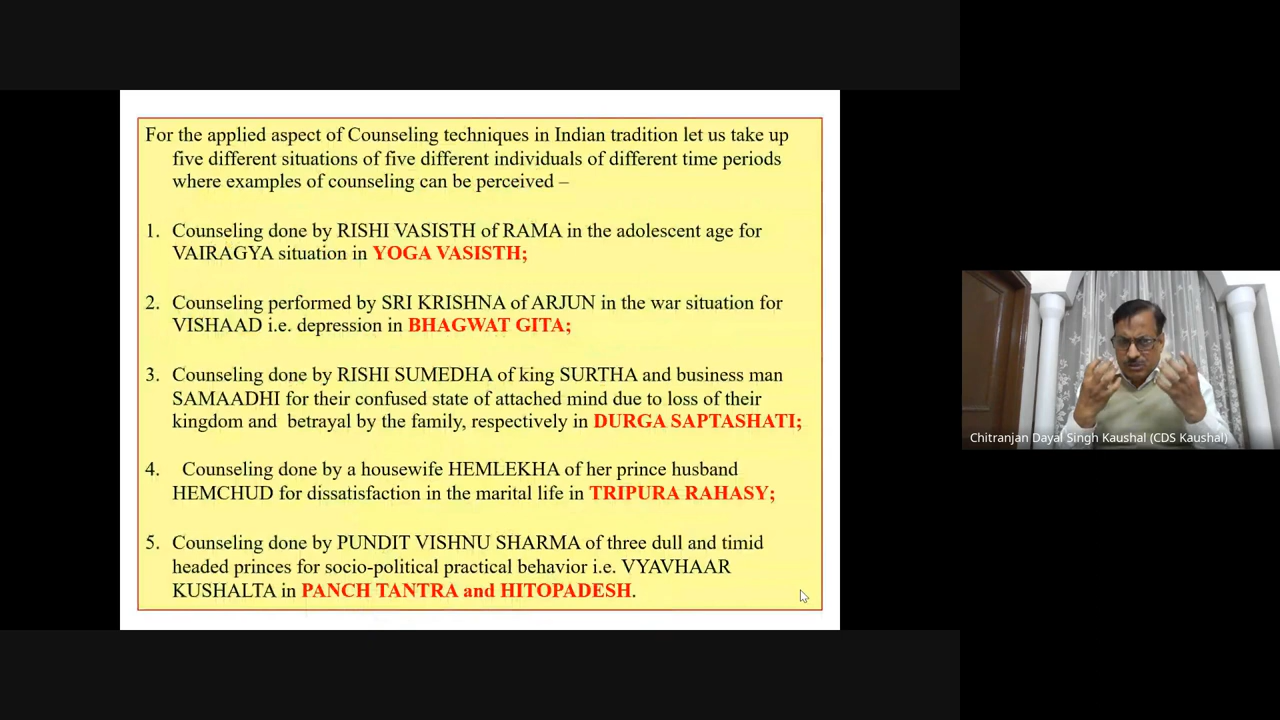 For the applied aspect of Counseling techniques in Indian tradition let us take up
five different situations of five different individuals of different time periods
where examples of counseling can be perceived –
1. Counseling done by RISHI VASISTH of RAMA in the adolescent age for
VAIRAGYA situation in YOGA VASISTH;
2. Counseling performed by SRI KRISHNA of ARJUN in the war situation for
VISHAAD i.e. depression in BHAGWAT GITA;
3. Counseling done by RISHI SUMEDHA of king SURTHA and business man
SAMAADHI for their confused state of attached mind due to loss of their
kingdom and betrayal by the family, respectively in DURGA SAPTASHATI;
4. Counseling done by a housewife HEMLEKHA of her prince husband
HEMCHUD for dissatisfaction in the marital life in TRIPURA RAHASY;
5. Counseling done by PUNDIT VISHNU SHARMA of three dull and timid
headed princes for socio-political practical behavior i.e. VYAVHAAR
KUSHALTA in PANCH TANTRA and HITOPADESH.
Chitranjan Dayal Singh Kaushal (CDS Kaushal)